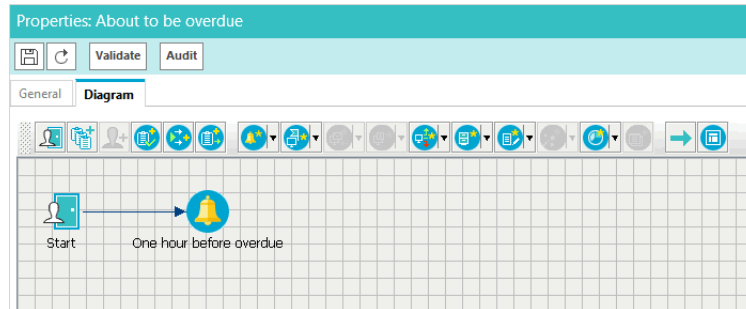 Properties: About to be overdue
Validate Audit
General Diagram
Start One hour before overdue